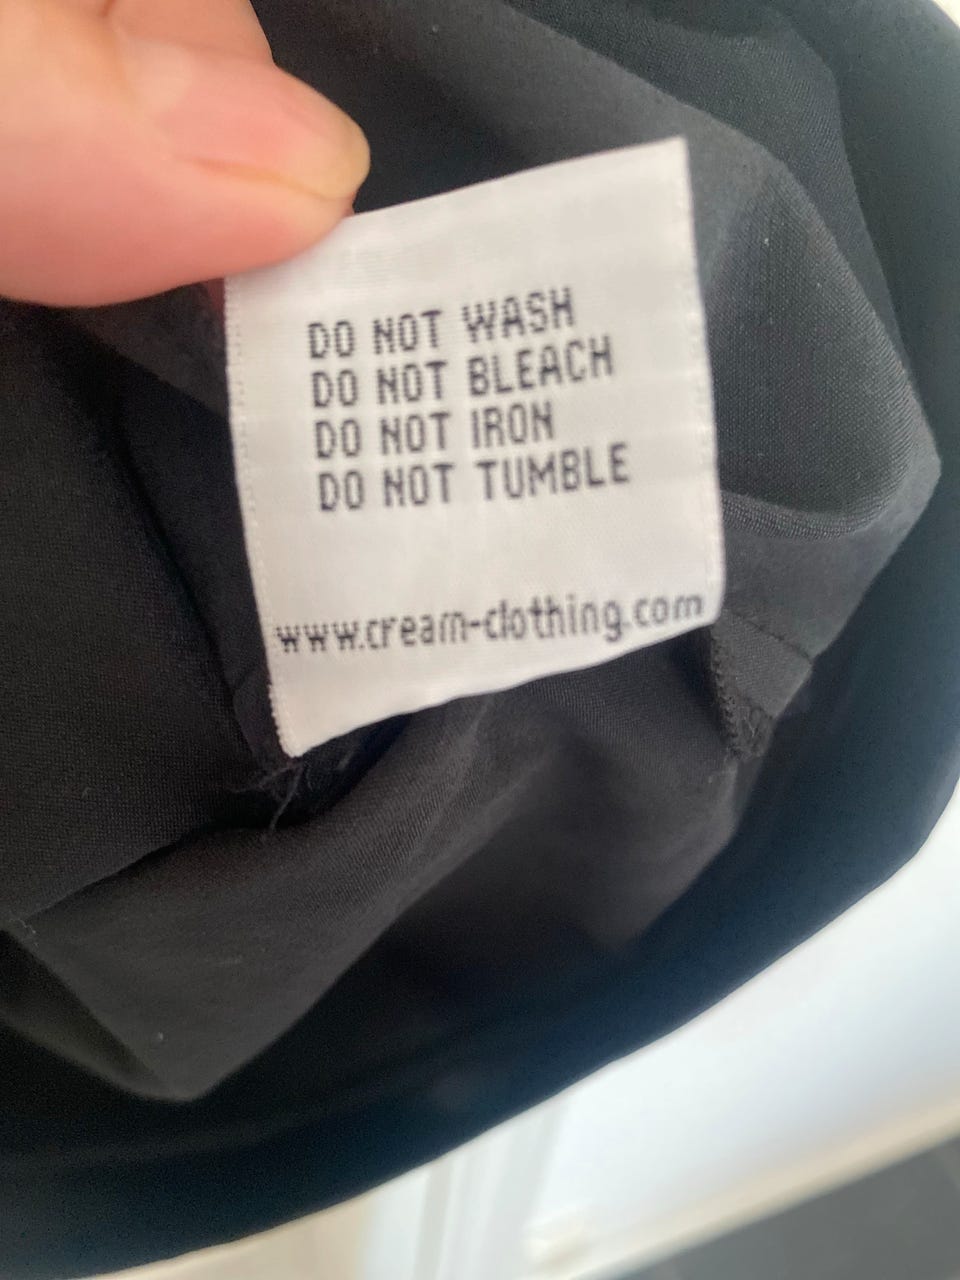 DO NOT WASH
DO NOT BLEACH
DO NOT IRON
DO NOT TUMBLE
www.cream-clothing.com